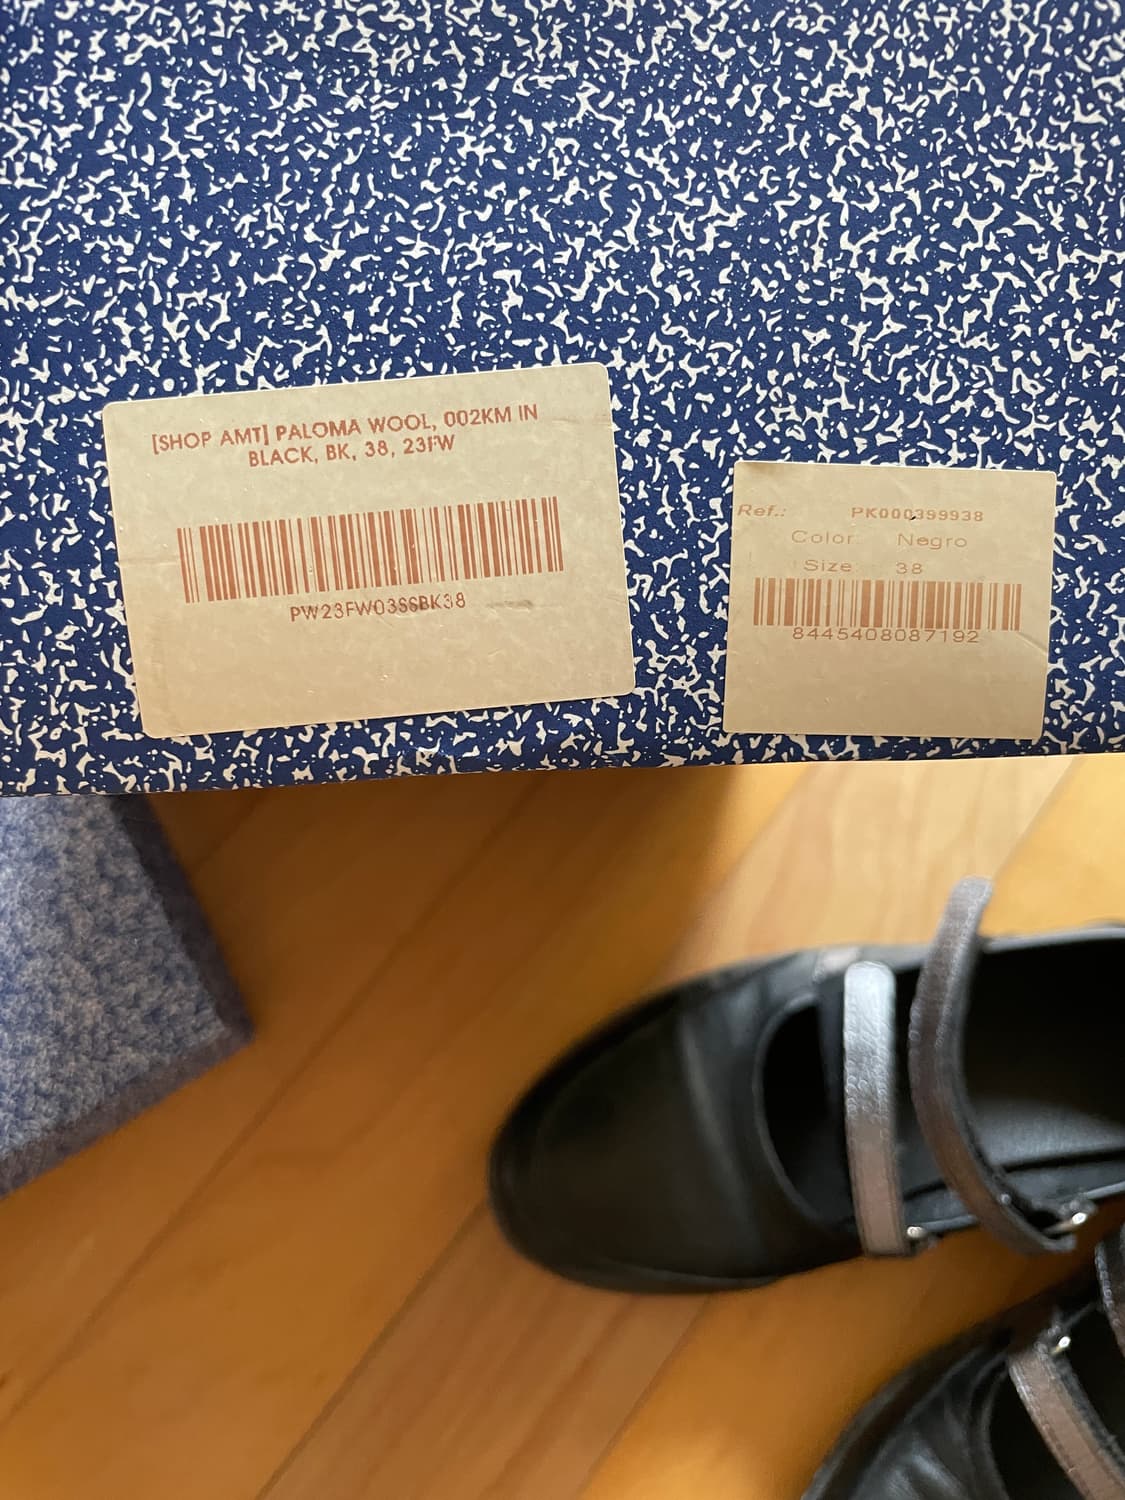 [SHOP AMT] PALOMA WOOL, 002KM IN
BLACK, BK, 38, 23FW
PW23FW03SSBK38
Ref.: PK000399938
Color: Negro
Size: 38
8445408087192